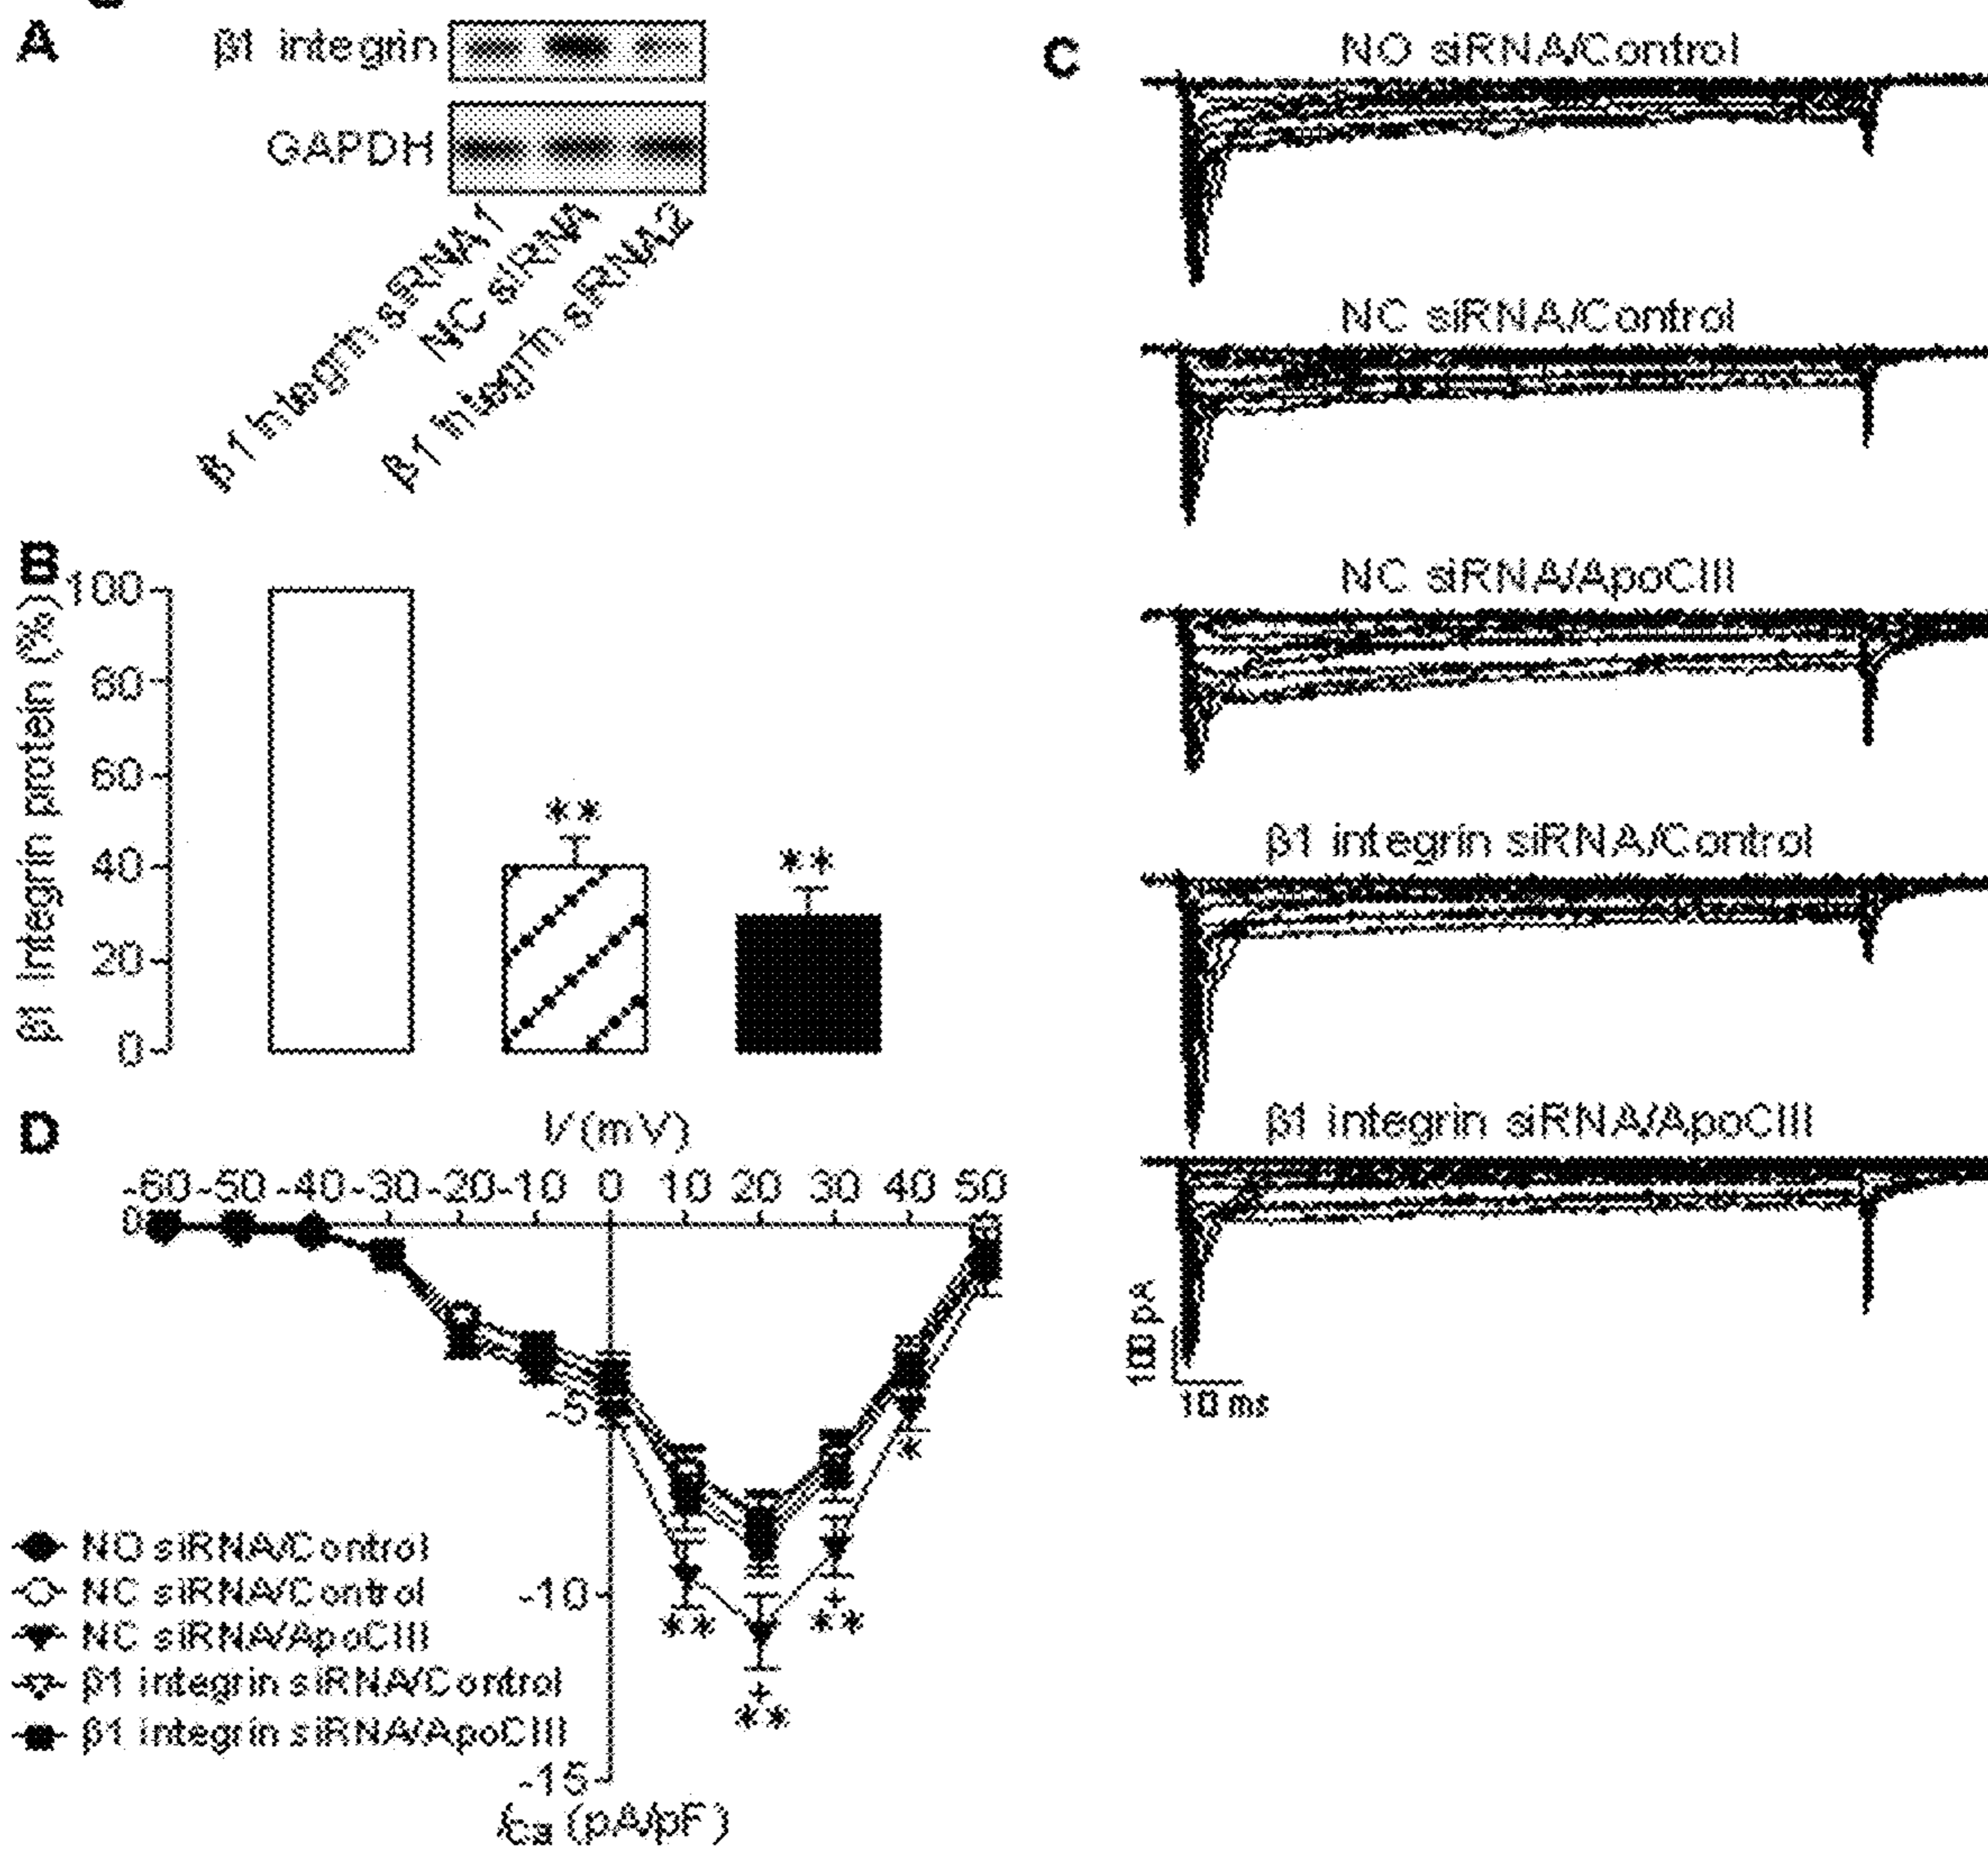 A
β1 integrin
GAPDH
β1 integrin ssRNA,1
NC siRNA
β1 integrin siRNA2
B
β1 integrin protein (%)
100
80
60
40
20
0
**
**
C
NO siRNA/Control
NC siRNA/Control
NC siRNA/ApoCIII
β1 integrin siRNA/Control
β1 integrin siRNA/ApoCIII
100 pA
10 ms
D
V (mV)
-60 -50 -40 -30 -20 -10 0 10 20 30 40 50
0
-5
-10
-15
*
**
+
**
+
**
NO siRNA/Control
NC siRNA/Control
NC siRNA/ApoCIII
β1 integrin siRNA/Control
β1 integrin siRNA/ApoCIII
ICa (pA/pF)